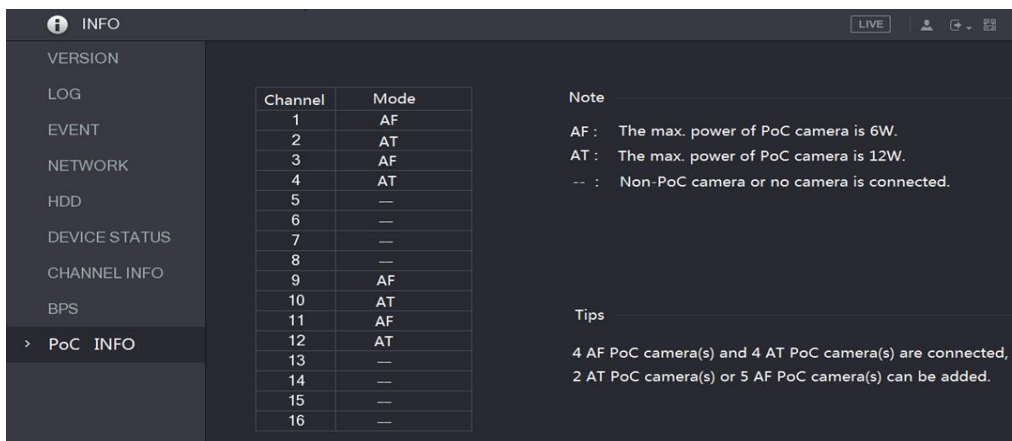 INFO
LIVE
VERSION
LOG
EVENT
NETWORK
HDD
DEVICE STATUS
CHANNEL INFO
BPS
> PoC INFO
Channel Mode
1 AF
2 AT
3 AF
4 AT
5 --
6 --
7 --
8 --
9 AF
10 AT
11 AF
12 AT
13 --
14 --
15 --
16 --
Note
AF : The max. power of PoC camera is 6W.
AT : The max. power of PoC camera is 12W.
-- : Non-PoC camera or no camera is connected.
Tips
4 AF PoC camera(s) and 4 AT PoC camera(s) are connected,
2 AT PoC camera(s) or 5 AF PoC camera(s) can be added.